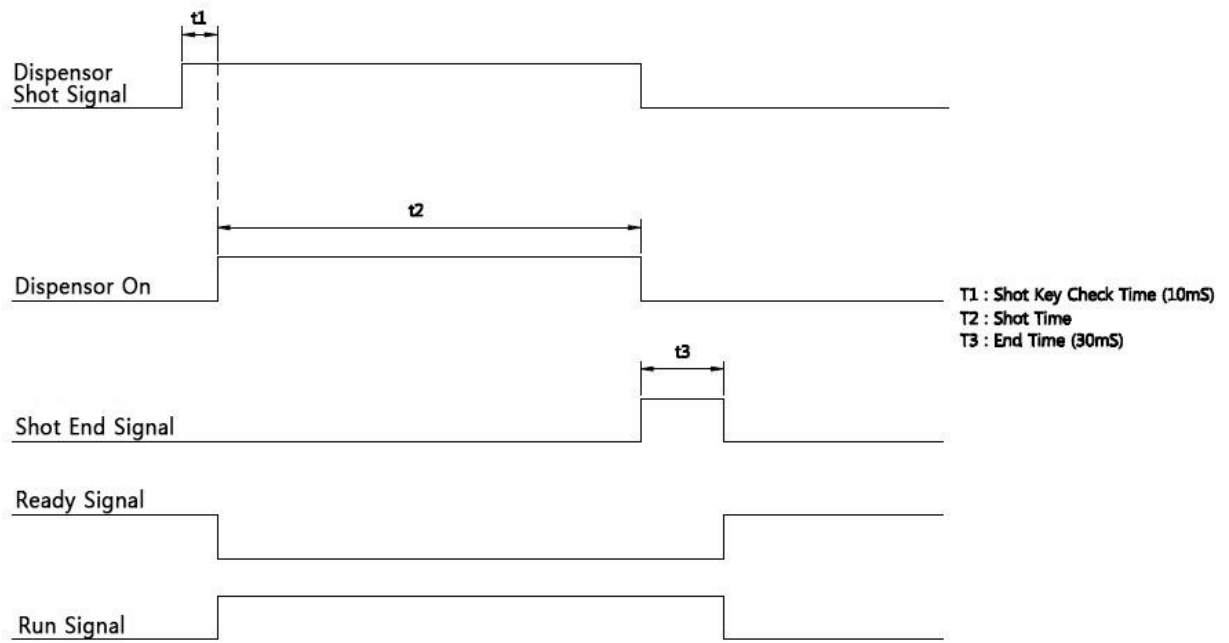 t1
Dispensor
Shot Signal
t2
Dispensor On
T1 : Shot Key Check Time (10mS)
T2 : Shot Time
T3 : End Time (30mS)
t3
Shot End Signal
Ready Signal
Run Signal